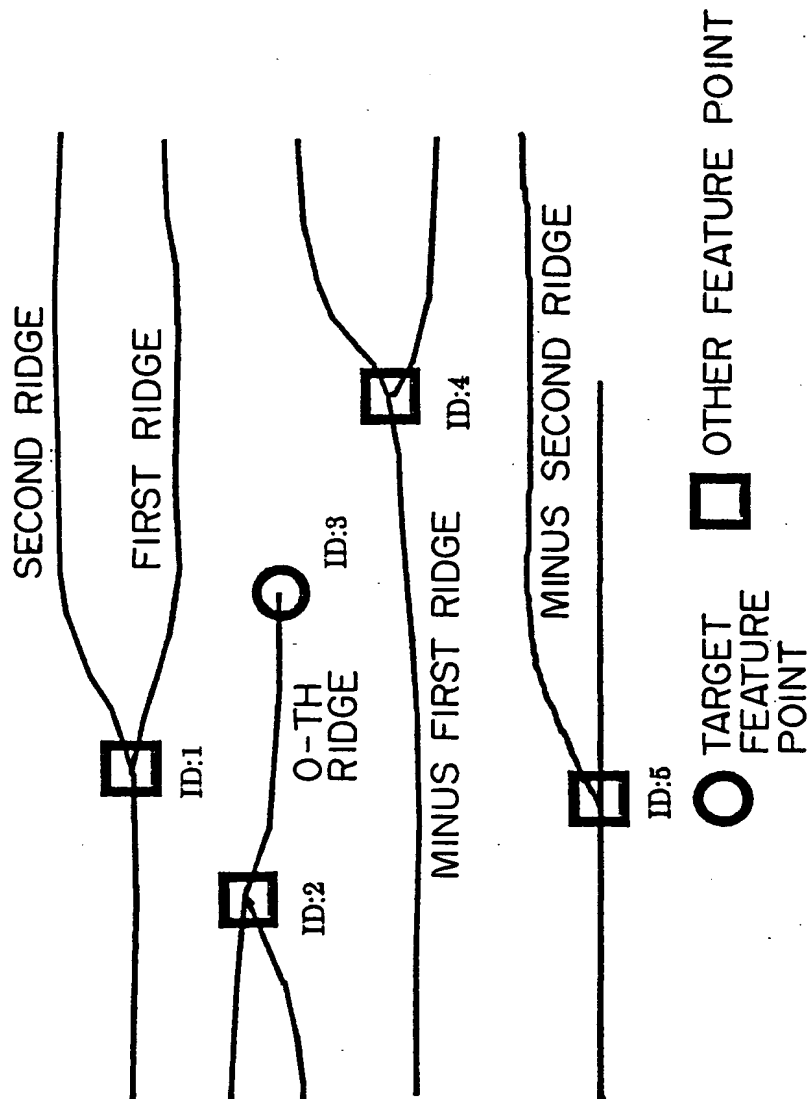 SECOND RIDGE
FIRST RIDGE
ID:1
ID:2
O-TH
RIDGE
ID:3
ID:4
MINUS FIRST RIDGE
MINUS SECOND RIDGE
ID:5
TARGET
FEATURE
POINT
OTHER FEATURE POINT